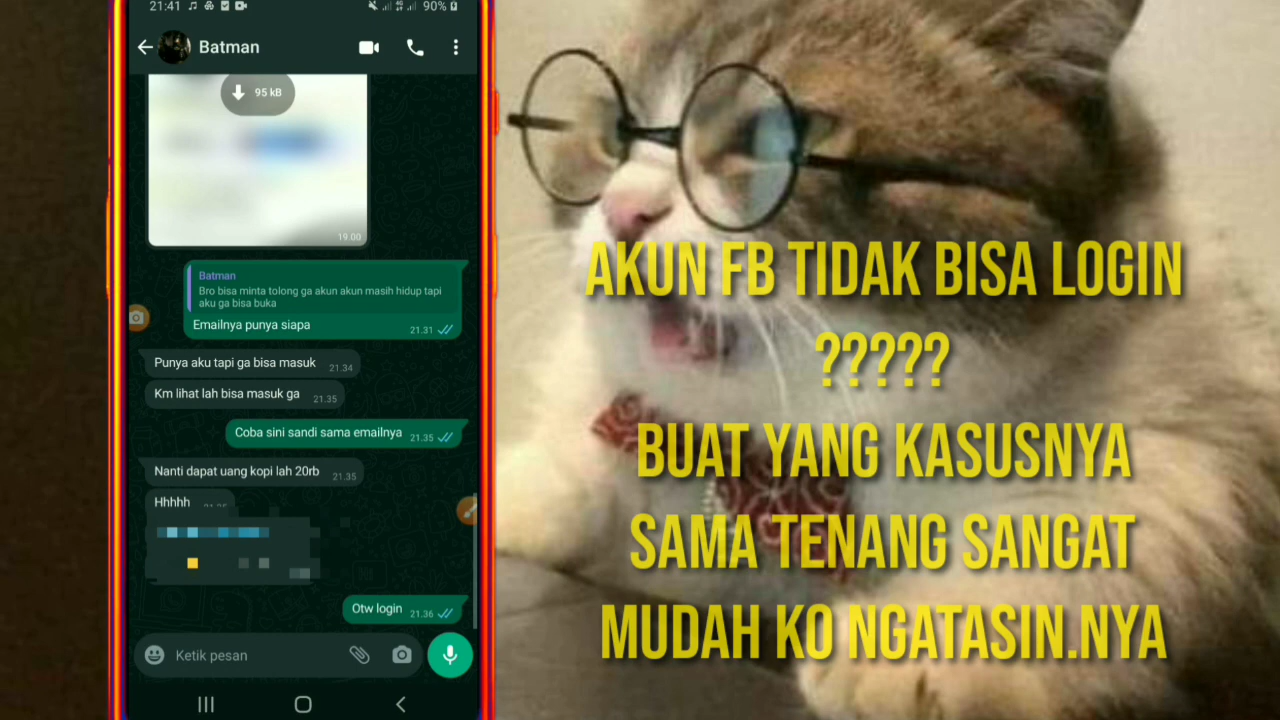 21:41
90%
Batman
95 kB
19.00
Batman
Bro bisa minta tolong ga akun akun masih hidup tapi
aku ga bisa buka
Emailnya punya siapa 21.31
Punya aku tapi ga bisa masuk 21.34
Km lihat lah bisa masuk ga 21.35
Coba sini sandi sama emailnya 21.35
Nanti dapat uang kopi lah 20rb 21.35
Hhhhh
Otw login 21.36
Ketik pesan
AKUN FB TIDAK BISA LOGIN
?????
BUAT YANG KASUSNYA
SAMA TENANG SANGAT
MUDAH KO NGATASIN.NYA